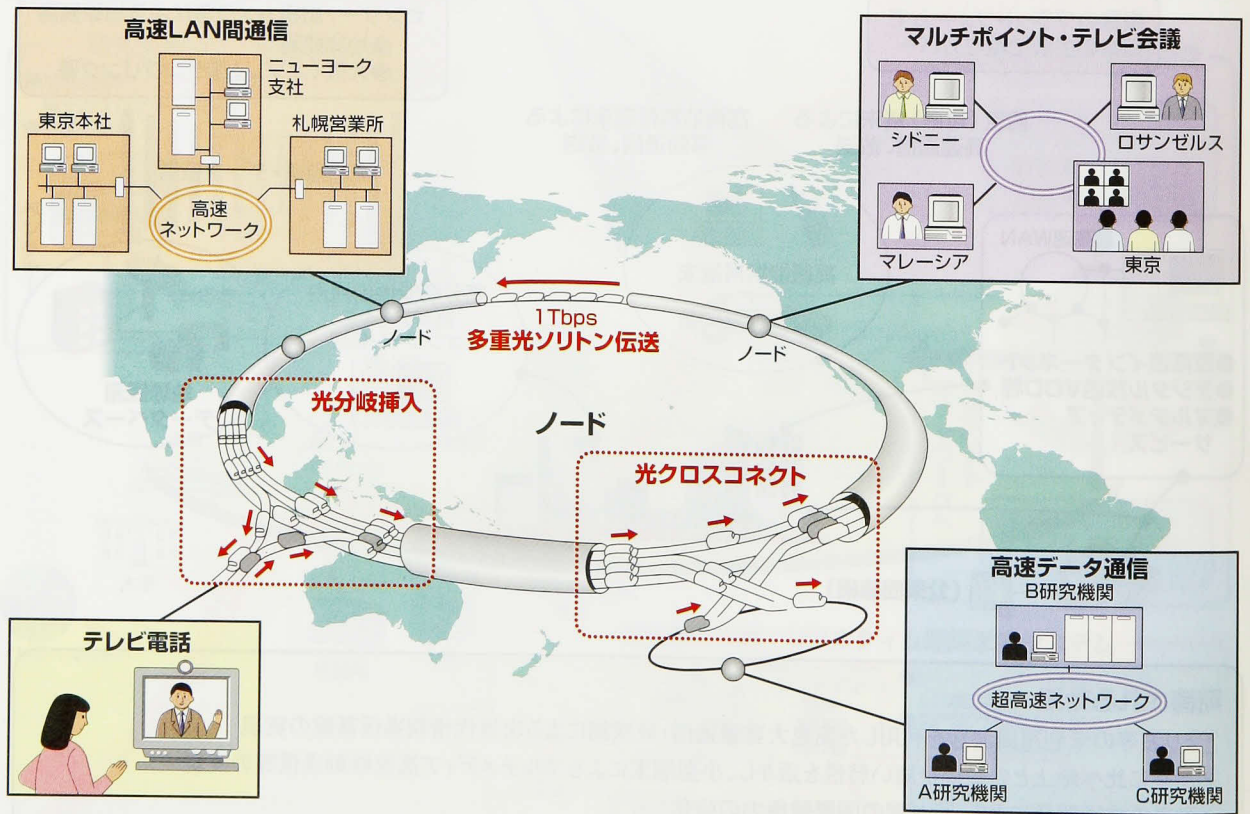 高速LAN間通信
ニューヨーク
支社
東京本社
札幌営業所
高速
ネットワーク
マルチポイント・テレビ会議
シドニー
ロサンゼルス
マレーシア
東京
1Tbps
多重光ソリトン伝送
ノード
ノード
光分岐挿入
ノード
光クロスコネクト
テレビ電話
高速データ通信
B研究機関
超高速ネットワーク
A研究機関
C研究機関